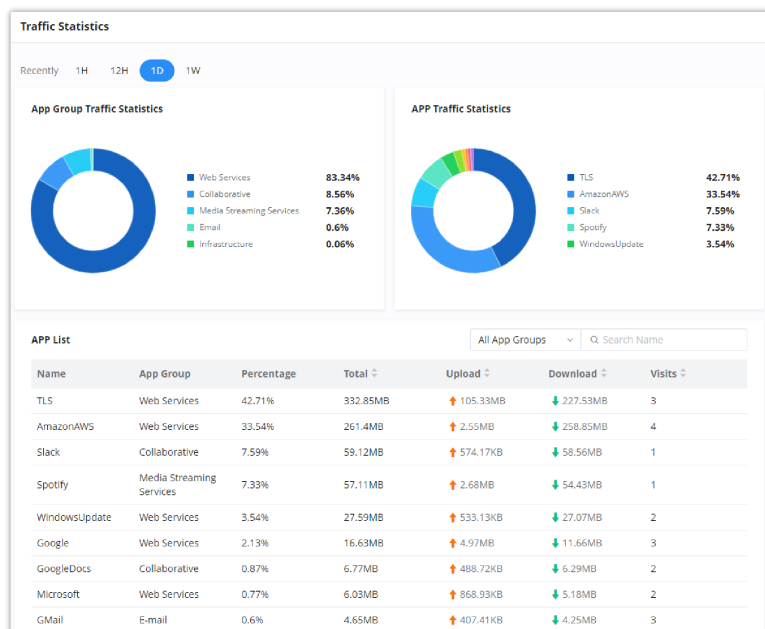 Traffic Statistics
Recently 1H 12H 1D 1W
App Group Traffic Statistics
Web Services 83.34%
Collaborative 8.56%
Media Streaming Services 7.36%
Email 0.6%
Infrastructure 0.06%
APP Traffic Statistics
TLS 42.71%
AmazonAWS 33.54%
Slack 7.59%
Spotify 7.33%
WindowsUpdate 3.54%
APP List All App Groups Search Name
Name App Group Percentage Total Upload Download Visits
TLS Web Services 42.71% 332.85MB 105.33MB 227.53MB 3
AmazonAWS Web Services 33.54% 261.4MB 2.55MB 258.85MB 4
Slack Collaborative 7.59% 59.12MB 574.17KB 58.56MB 1
Spotify Media Streaming Services 7.33% 57.11MB 2.68MB 54.43MB 1
WindowsUpdate Web Services 3.54% 27.59MB 533.13KB 27.07MB 2
Google Web Services 2.13% 16.63MB 4.97MB 11.66MB 3
GoogleDocs Collaborative 0.87% 6.77MB 488.72KB 6.29MB 2
Microsoft Web Services 0.77% 6.03MB 868.93KB 5.18MB 2
GMail E-mail 0.6% 4.65MB 407.41KB 4.25MB 3